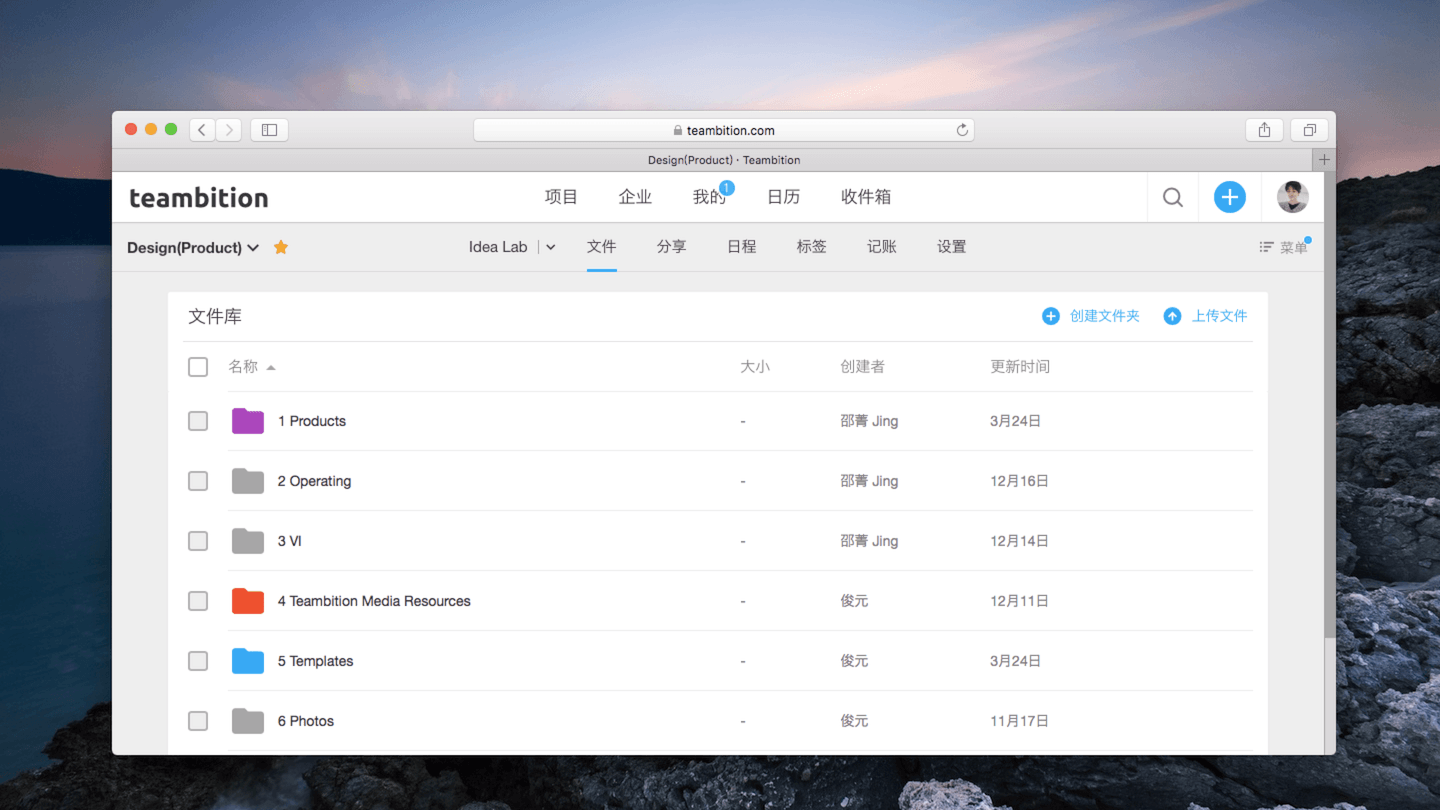 teambition.com
Design(Product) · Teambition
teambition 项目 企业 我的 1 日历 收件箱
Design(Product) Idea Lab 文件 分享 日程 标签 记账 设置 菜单
文件库 创建文件夹 上传文件
名称 大小 创建者 更新时间
1 Products - 邵菁 Jing 3月24日
2 Operating - 邵菁 Jing 12月16日
3 VI - 邵菁 Jing 12月14日
4 Teambition Media Resources - 俊元 12月11日
5 Templates - 俊元 3月24日
6 Photos - 俊元 11月17日